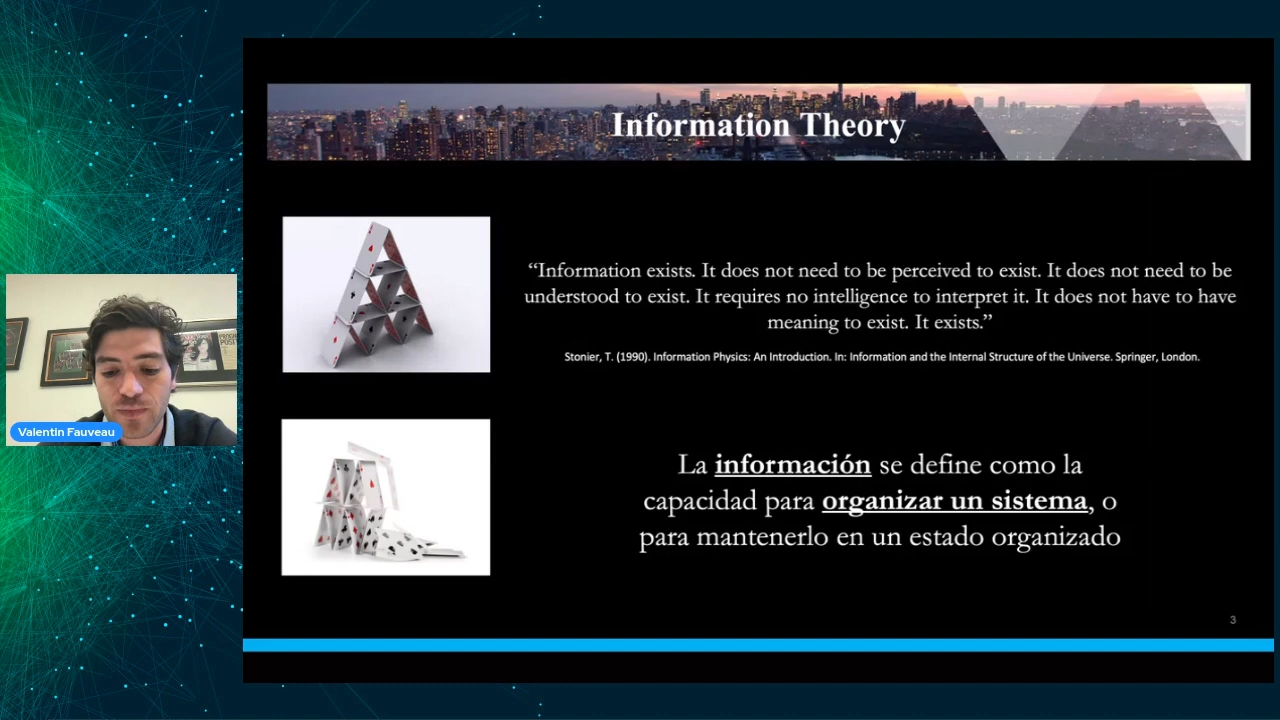 Information Theory
“Information exists. It does not need to be perceived to exist. It does not need to be
understood to exist. It requires no intelligence to interpret it. It does not have to have
meaning to exist. It exists.”
Stonier, T. (1990). Information Physics: An Introduction. In: Information and the Internal Structure of the Universe. Springer, London.
Valentin Fauveau
La información se define como la
capacidad para organizar un sistema, o
para mantenerlo en un estado organizado
3